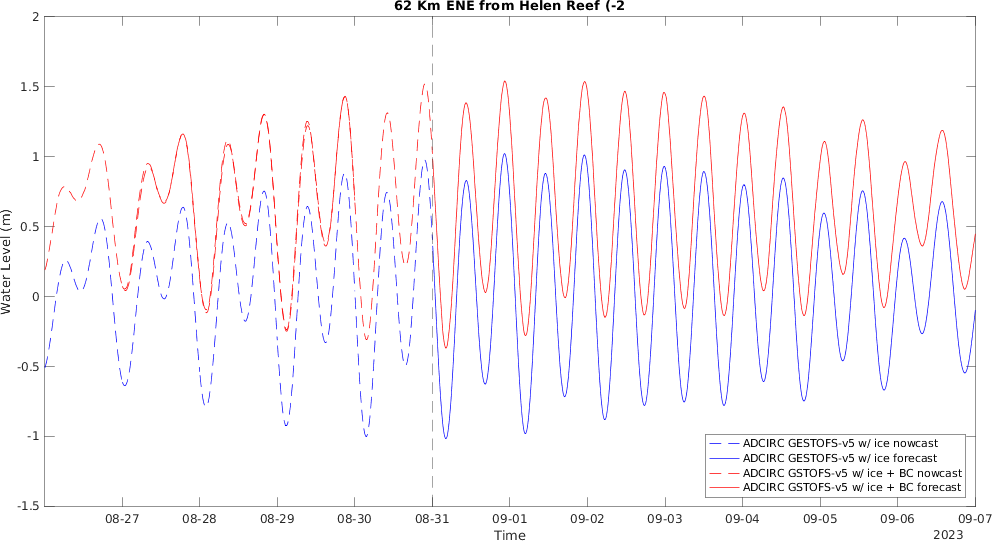 62 Km ENE from Helen Reef (-2
Water Level (m)
2
1.5
1
0.5
0
-0.5
-1
-1.5
ADCIRC GESTOFS-v5 w/ ice nowcast
ADCIRC GESTOFS-v5 w/ ice forecast
ADCIRC GSTOFS-v5 w/ ice + BC nowcast
ADCIRC GSTOFS-v5 w/ ice + BC forecast
08-27 08-28 08-29 08-30 08-31 09-01 09-02 09-03 09-04 09-05 09-06 09-07
Time
2023